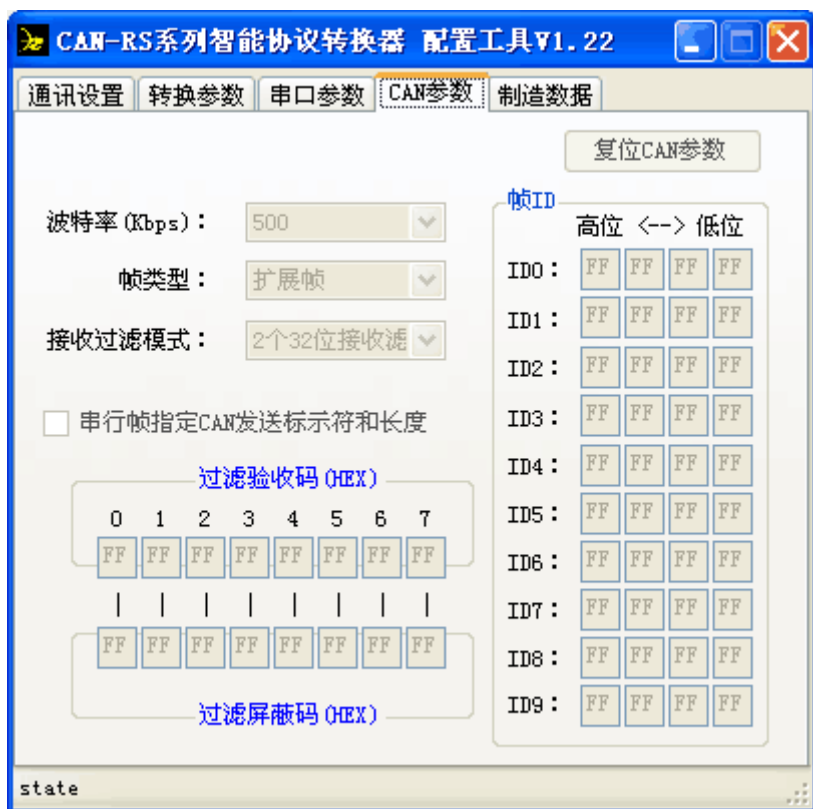 CAN-RS系列智能协议转换器 配置工具V1.22
通讯设置 转换参数 串口参数 CAN参数 制造数据
复位CAN参数
波特率(Kbps): 500
帧类型: 扩展帧
接收过滤模式: 2个32位接收滤
串行帧指定CAN发送标示符和长度
过滤验收码(HEX)
0 1 2 3 4 5 6 7
FF FF FF FF FF FF FF FF
| | | | | | | |
FF FF FF FF FF FF FF FF
过滤屏蔽码(HEX)
帧ID
高位 <--> 低位
ID0: FF FF FF FF
ID1: FF FF FF FF
ID2: FF FF FF FF
ID3: FF FF FF FF
ID4: FF FF FF FF
ID5: FF FF FF FF
ID6: FF FF FF FF
ID7: FF FF FF FF
ID8: FF FF FF FF
ID9: FF FF FF FF
state